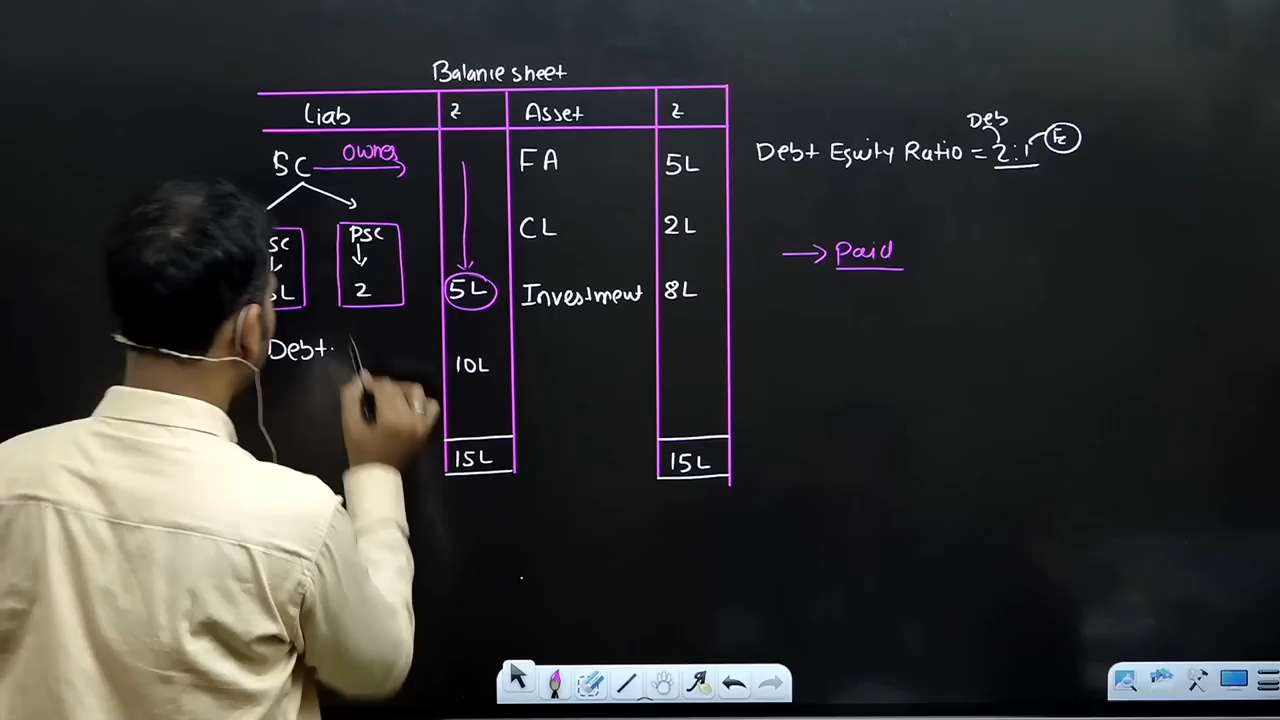 Balance sheet
Liab ₹ Asset ₹
Deb
Debt Equity Ratio = 2:1
SC owner FA 5L
SC PSC CL 2L
Paid
2 5L Investment 8L
Debt 10L
15L 15L